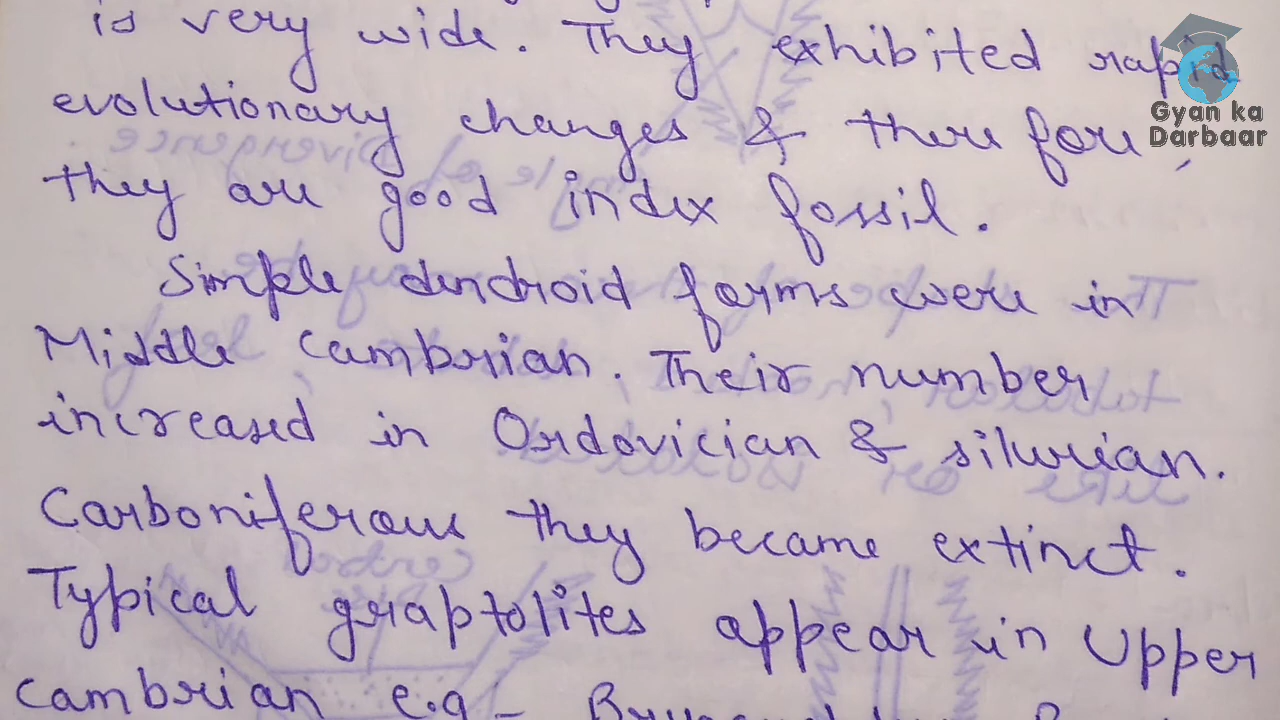 is very wide. They exhibited rapid
evolutionary changes & there fore,
they are good index fossil.
Simple dendroid forms were in
Middle Cambrian. Their number
increased in Ordovician & silurian.
Carboniferous they became extinct.
Typical graptolites appear in Upper
Cambrian e.g -
Gyan ka
Darbaar